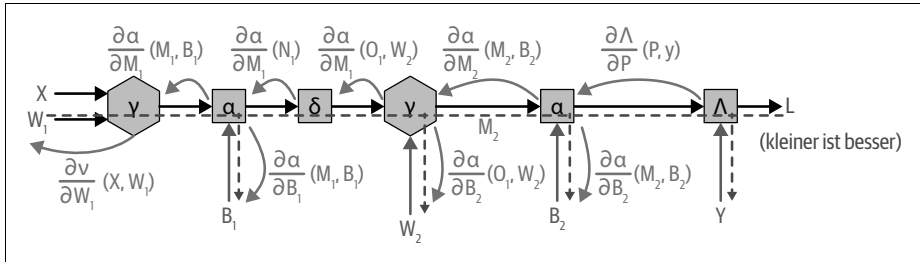 ∂α/∂M₁ (M₁, B₁)
∂α/∂M₁ (N₁)
∂α/∂M₁ (O₁, W₂)
∂α/∂M₂ (M₂, B₂)
∂Λ/∂P (P, y)
X
W₁
γ
α
δ
γ
M₂
α
Λ
L
(kleiner ist besser)
∂ν/∂W₁ (X, W₁)
∂α/∂B₁ (M₁, B₁)
∂α/∂B₂ (O₁, W₂)
∂α/∂B₂ (M₂, B₂)
B₁
W₂
B₂
Y